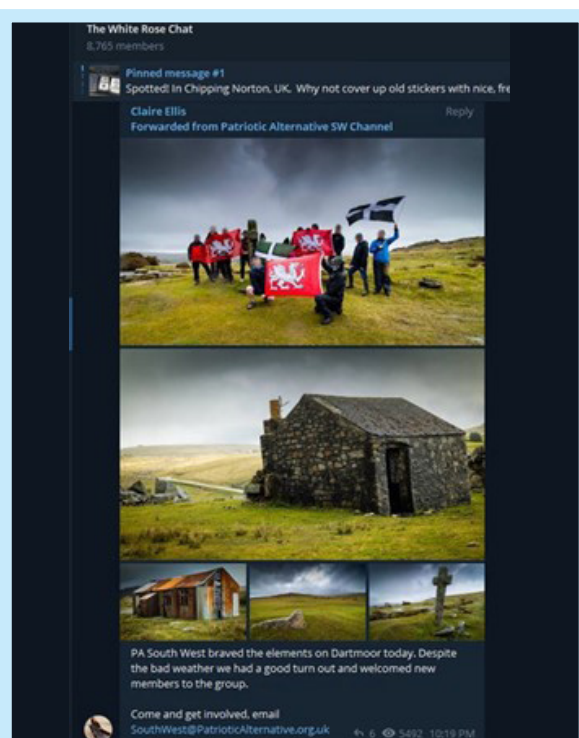 The White Rose Chat
8,765 members
Pinned message #1
Spotted! In Chipping Norton, UK. Why not cover up old stickers with nice, fre
Claire Ellis
Reply
Forwarded from Patriotic Alternative SW Channel
PA South West braved the elements on Dartmoor today. Despite
the bad weather we had a good turn out and welcomed new
members to the group.
Come and get involved, email
SouthWest@PatrioticAlternative.org.uk
6 5492 10:19 PM